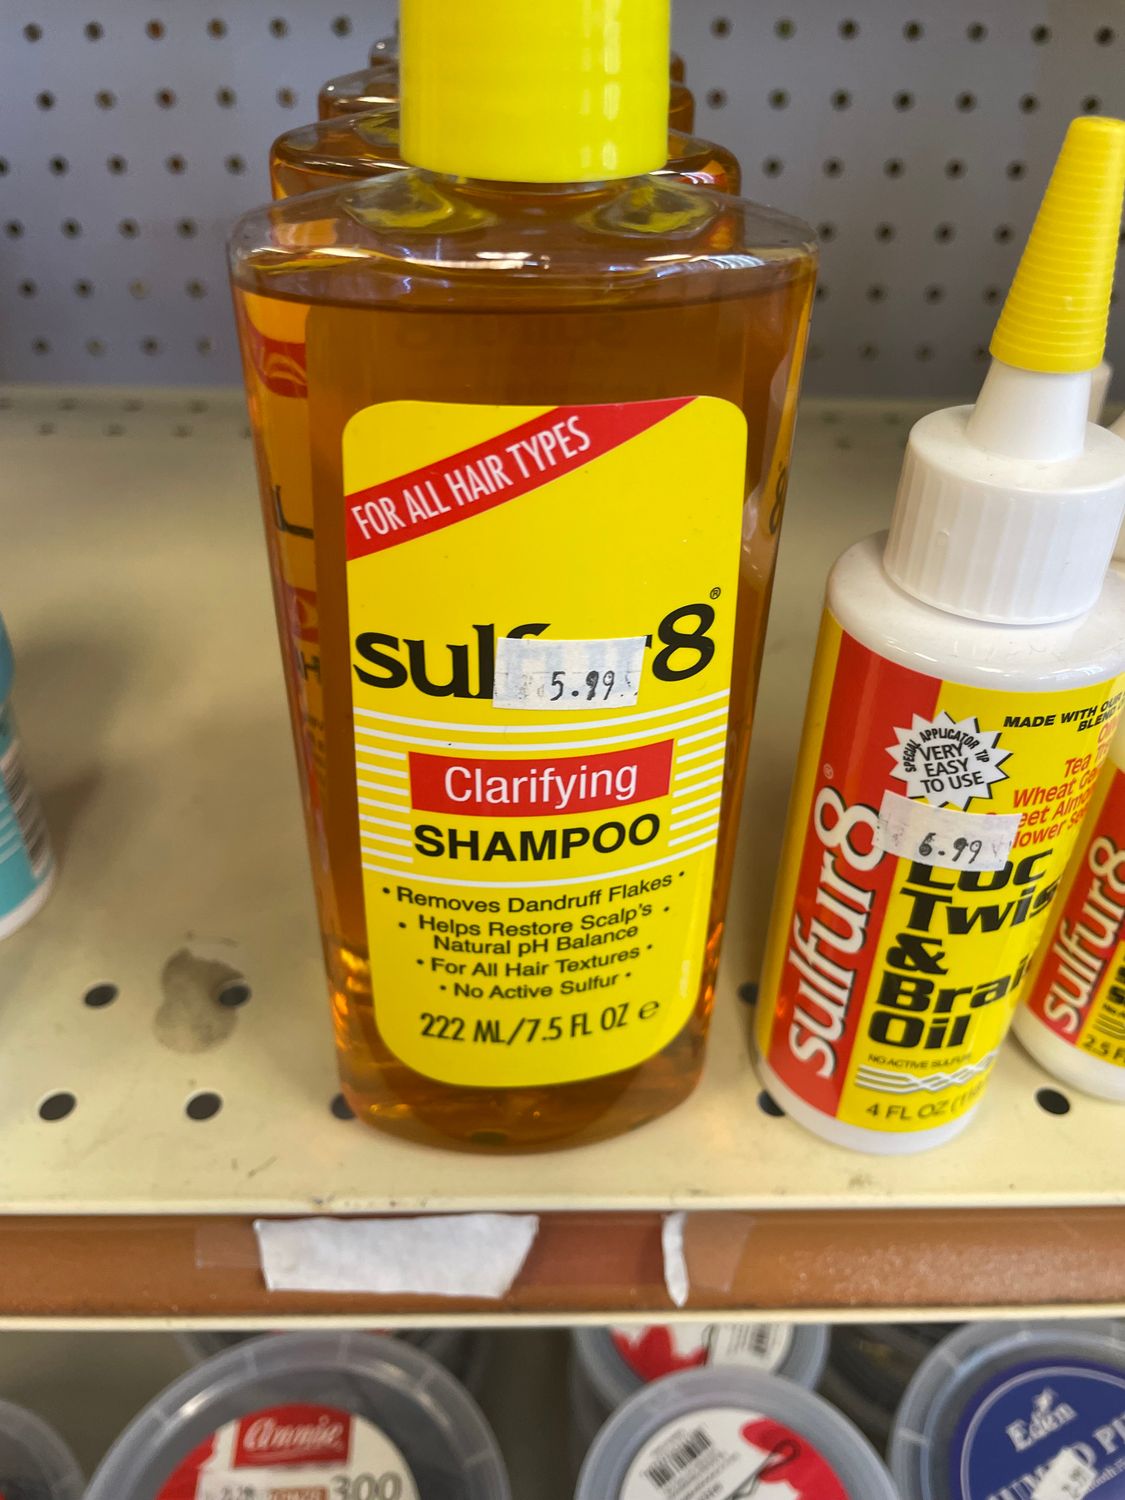 FOR ALL HAIR TYPES
sulfur8®
5.99
Clarifying
SHAMPOO
• Removes Dandruff Flakes •
• Helps Restore Scalp's •
Natural pH Balance
• For All Hair Textures •
• No Active Sulfur •
222 ML/7.5 FL OZ ℮
MADE WITH
SPECIAL APPLICATOR TIP
VERY
EASY
TO USE
Tea
Wheat
6.99
sulfur8®
Loc
Twis
&
Brai
Oil
NO ACTIVE SULFUR
4 FL OZ
sulfur8
2.5 F
Annie
300
Eden